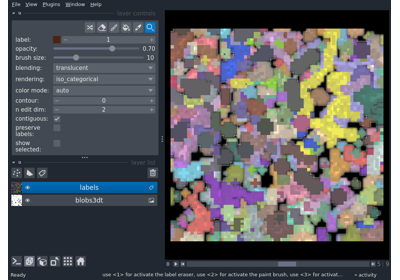 File View Plugins Window Help
layer controls
label: 1
opacity: 0.70
brush size: 10
blending: translucent
rendering: iso_categorical
color mode: auto
contour: 0
n edit dim: 2
contiguous:
preserve
labels:
show
selected:
layer list
labels
blobs3dt
Ready use <1> for activate the label eraser, use <2> for activate the paint brush, use <3> for activat... activity